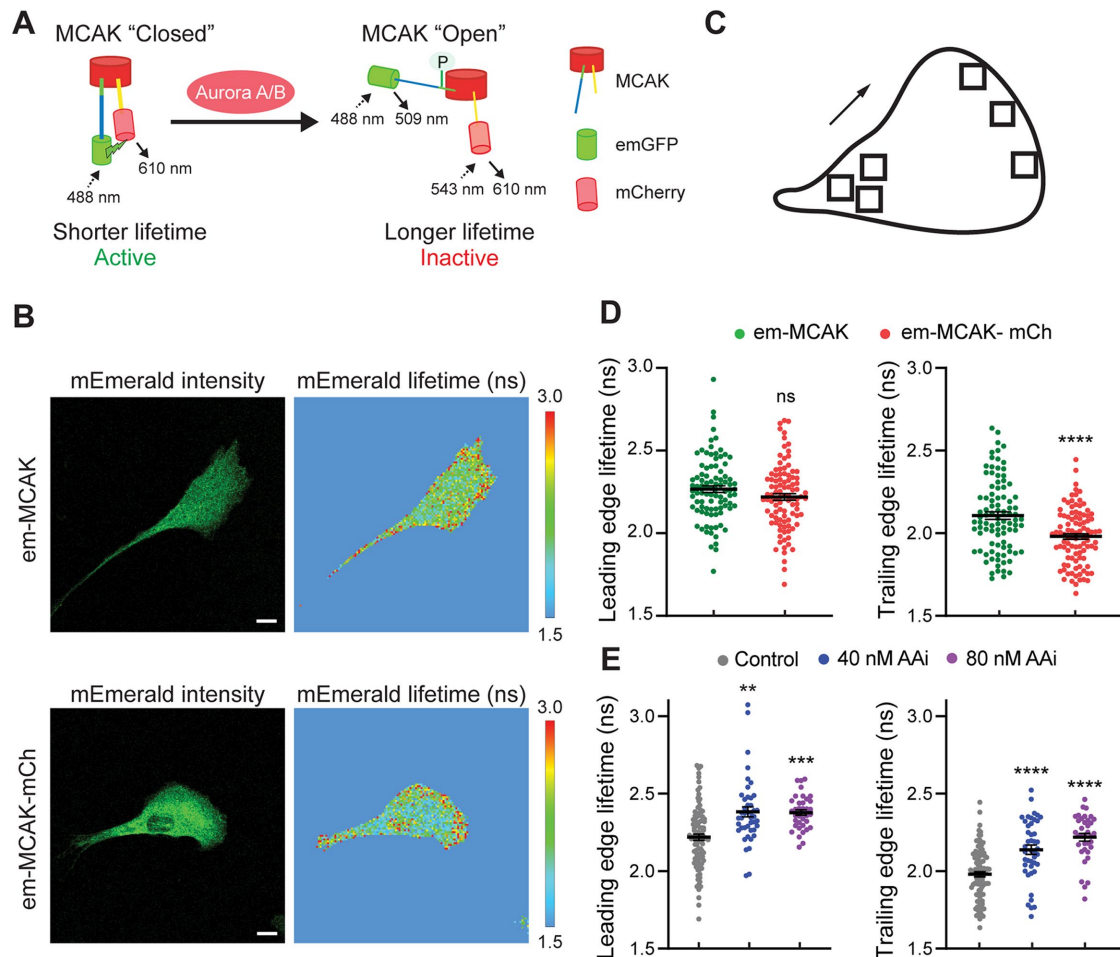 A
MCAK “Closed”
MCAK “Open”
Aurora A/B
P
488 nm
509 nm
488 nm
610 nm
543 nm
610 nm
Shorter lifetime
Active
Longer lifetime
Inactive
MCAK
emGFP
mCherry
C
B
mEmerald intensity
mEmerald lifetime (ns)
em-MCAK
3.0
1.5
mEmerald intensity
mEmerald lifetime (ns)
em-MCAK-mCh
3.0
1.5
D
em-MCAK
em-MCAK- mCh
Leading edge lifetime (ns)
3.0
2.5
2.0
1.5
ns
Trailing edge lifetime (ns)
3.0
2.5
2.0
1.5
****
E
Control
40 nM AAi
80 nM AAi
Leading edge lifetime (ns)
3.0
2.5
2.0
1.5
**
***
Trailing edge lifetime (ns)
3.0
2.5
2.0
1.5
****
****